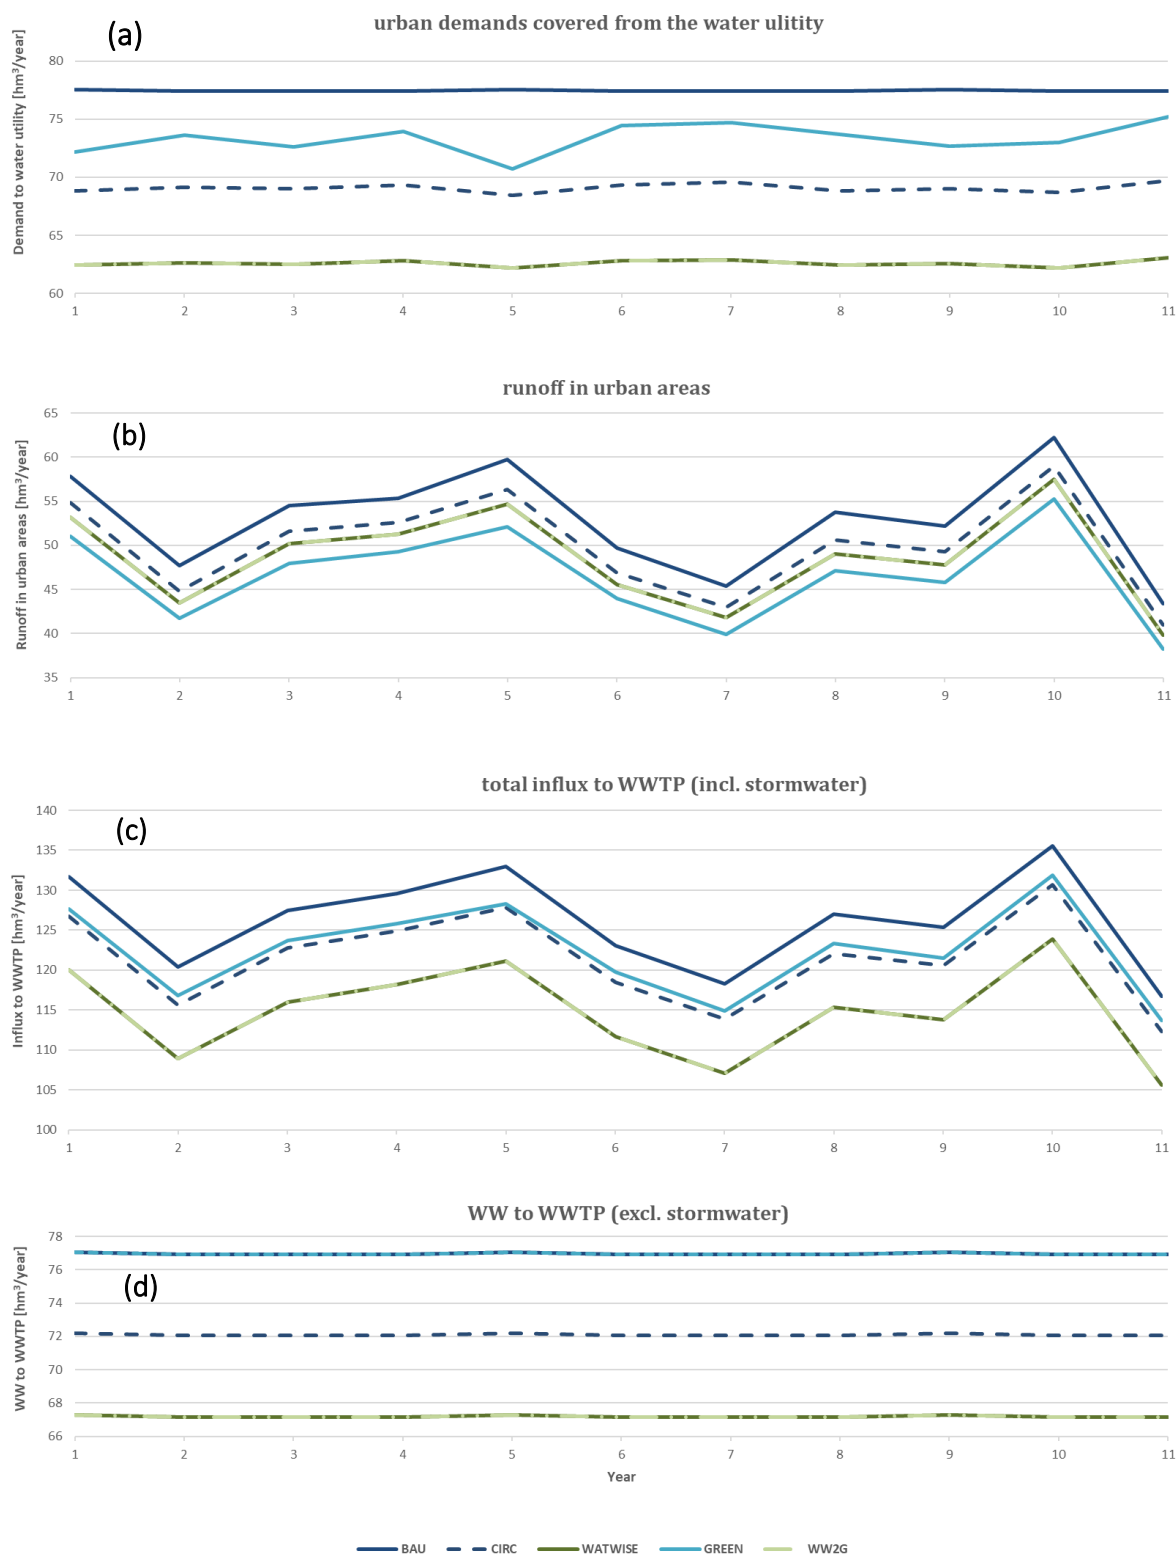 urban demands covered from the water ulitity
(a)
Demand to water utility [hm³/year]
80
75
70
65
60
1 2 3 4 5 6 7 8 9 10 11
runoff in urban areas
(b)
Runoff in urban areas [hm³/year]
65
60
55
50
45
40
35
1 2 3 4 5 6 7 8 9 10 11
total influx to WWTP (incl. stormwater)
(c)
Influx to WWTP [hm³/year]
140
135
130
125
120
115
110
105
100
1 2 3 4 5 6 7 8 9 10 11
WW to WWTP (excl. stormwater)
(d)
WW to WWTP [hm³/year]
78
76
74
72
70
68
66
1 2 3 4 5 6 7 8 9 10 11
Year
BAU CIRC WATWISE GREEN WW2G